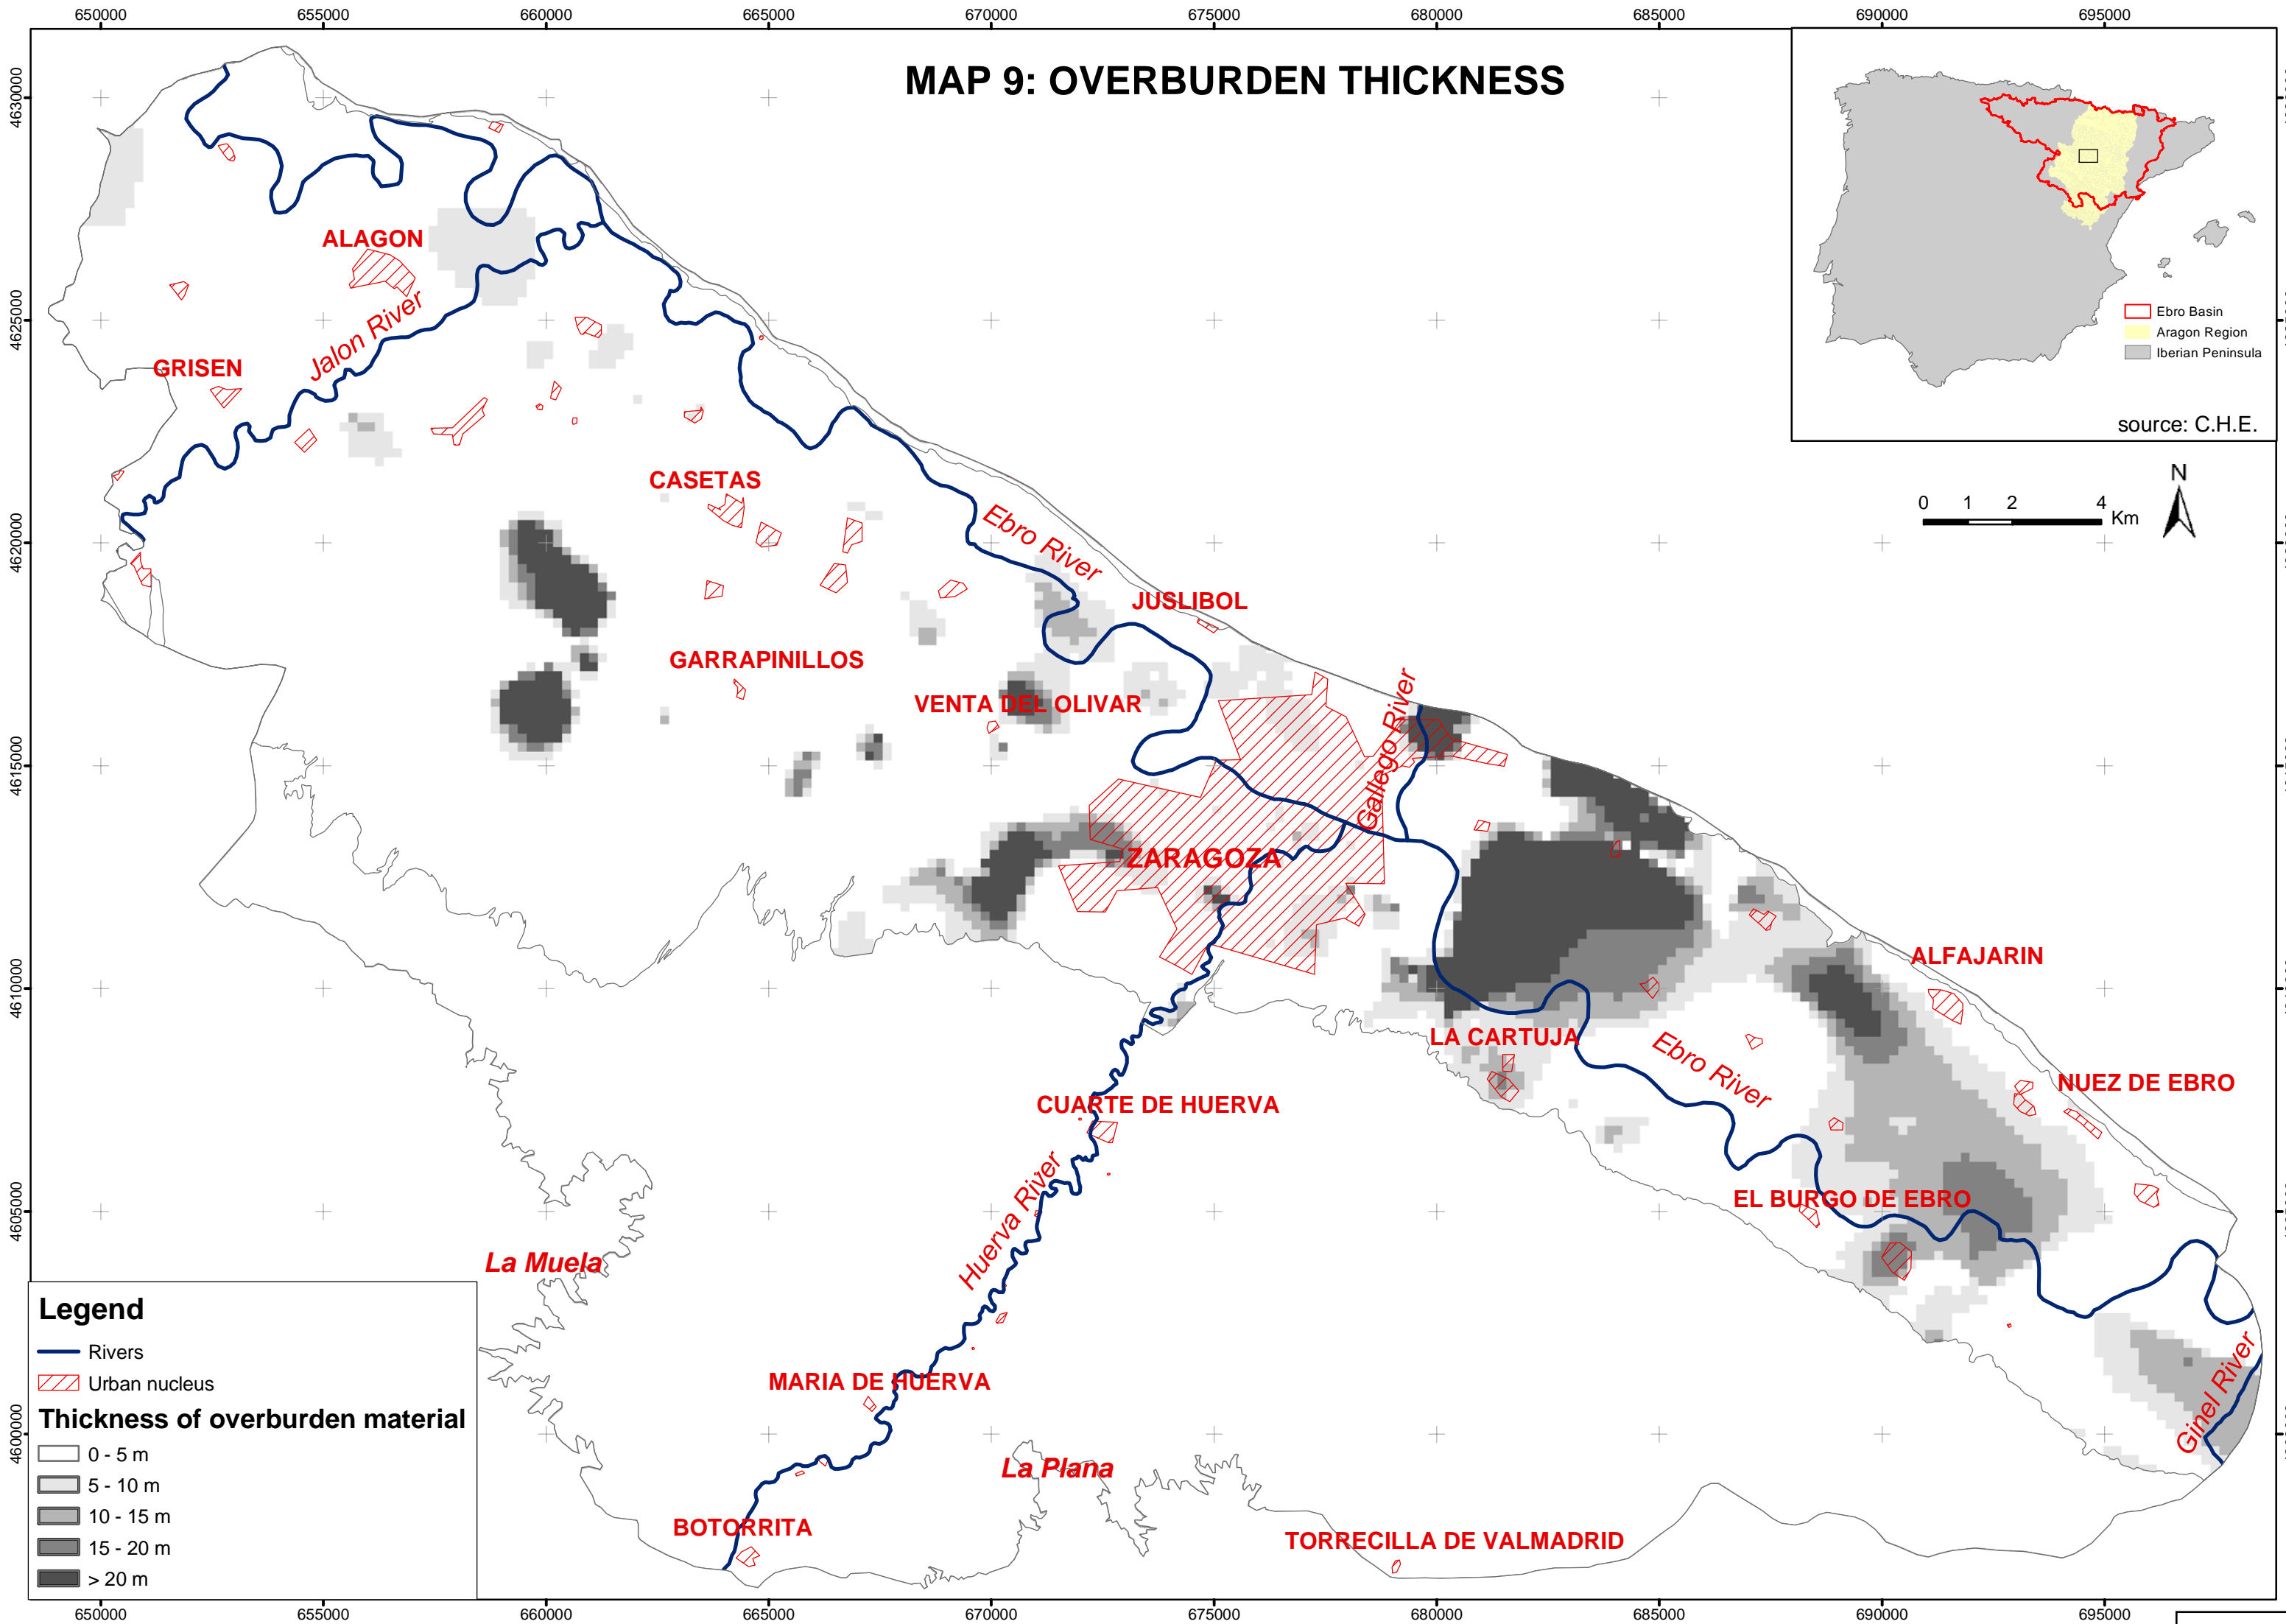 650000 655000 660000 665000 670000 675000 680000 685000 690000 695000
MAP 9: OVERBURDEN THICKNESS
4630000
4625000
4620000
4615000
4610000
4605000
4600000
Ebro Basin
Aragon Region
Iberian Peninsula
source: C.H.E.
N
0 1 2 4
Km
ALAGON
Jalon River
GRISEN
CASETAS
Ebro River
JUSLIBOL
GARRAPINILLOS
VENTA DEL OLIVAR
Gallego River
ZARAGOZA
ALFAJARIN
LA CARTUJA
Ebro River
NUEZ DE EBRO
CUARTE DE HUERVA
Huerva River
EL BURGO DE EBRO
La Muela
MARIA DE HUERVA
Ginel River
La Plana
BOTORRITA
TORRECILLA DE VALMADRID
Legend
Rivers
Urban nucleus
Thickness of overburden material
0 - 5 m
5 - 10 m
10 - 15 m
15 - 20 m
> 20 m
650000 655000 660000 665000 670000 675000 680000 685000 690000 695000